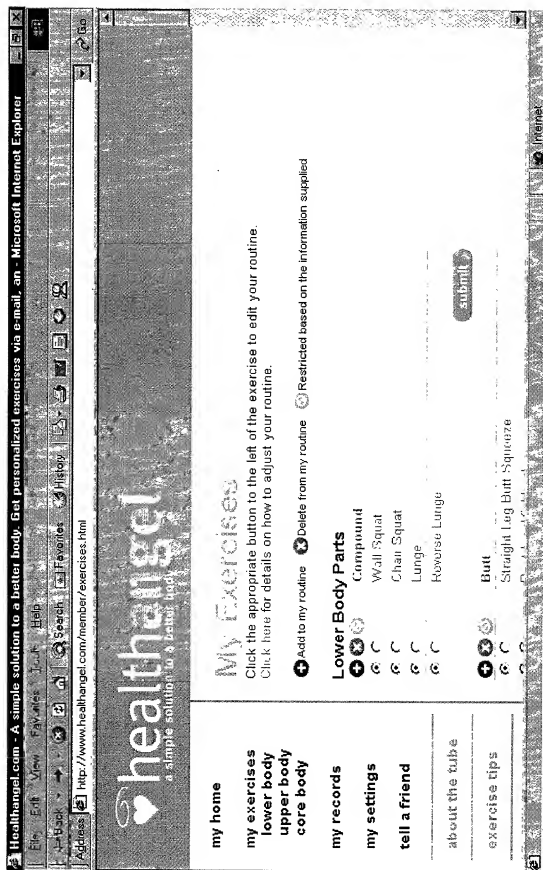 Healthangel.com - A simple solution to a better body. Get personalized exercises via e-mail, an - Microsoft Internet Explorer
File Edit View Favorites Tools Help
Back Search Favorites History
Address http://www.healthangel.com/member/exercises.html Go
healthangel
a simple solution to a better body
my home
my exercises
lower body
upper body
core body
my records
my settings
tell a friend
about the tube
exercise tips
My Exercises
Click the appropriate button to the left of the exercise to edit your routine.
Click here for details on how to adjust your routine.
Add to my routine Delete from my routine Restricted based on the information supplied
Lower Body Parts
Compound
Wall Squat
Chair Squat
Lunge
Reverse Lunge
submit
Butt
Straight Leg Butt Squeeze
Internet